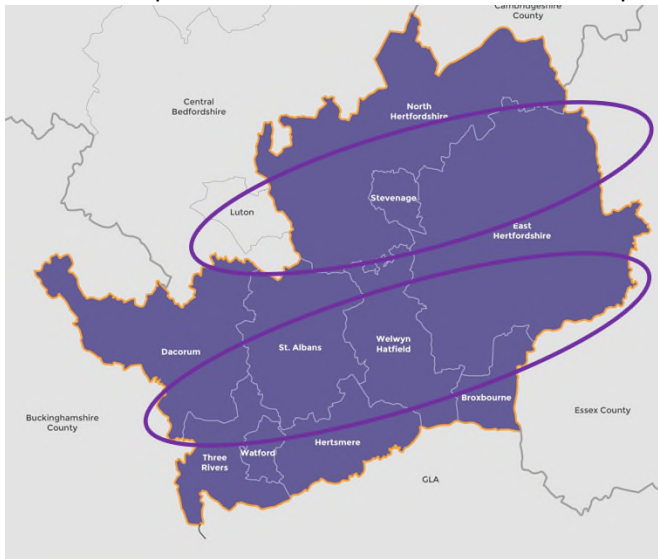 Cambridgeshire
County
Central
Bedfordshire
North
Hertfordshire
Luton
Stevenage
East
Hertfordshire
Dacorum
St. Albans
Welwyn
Hatfield
Broxbourne
Buckinghamshire
County
Essex County
Three
Rivers
Watford
Hertsmere
GLA